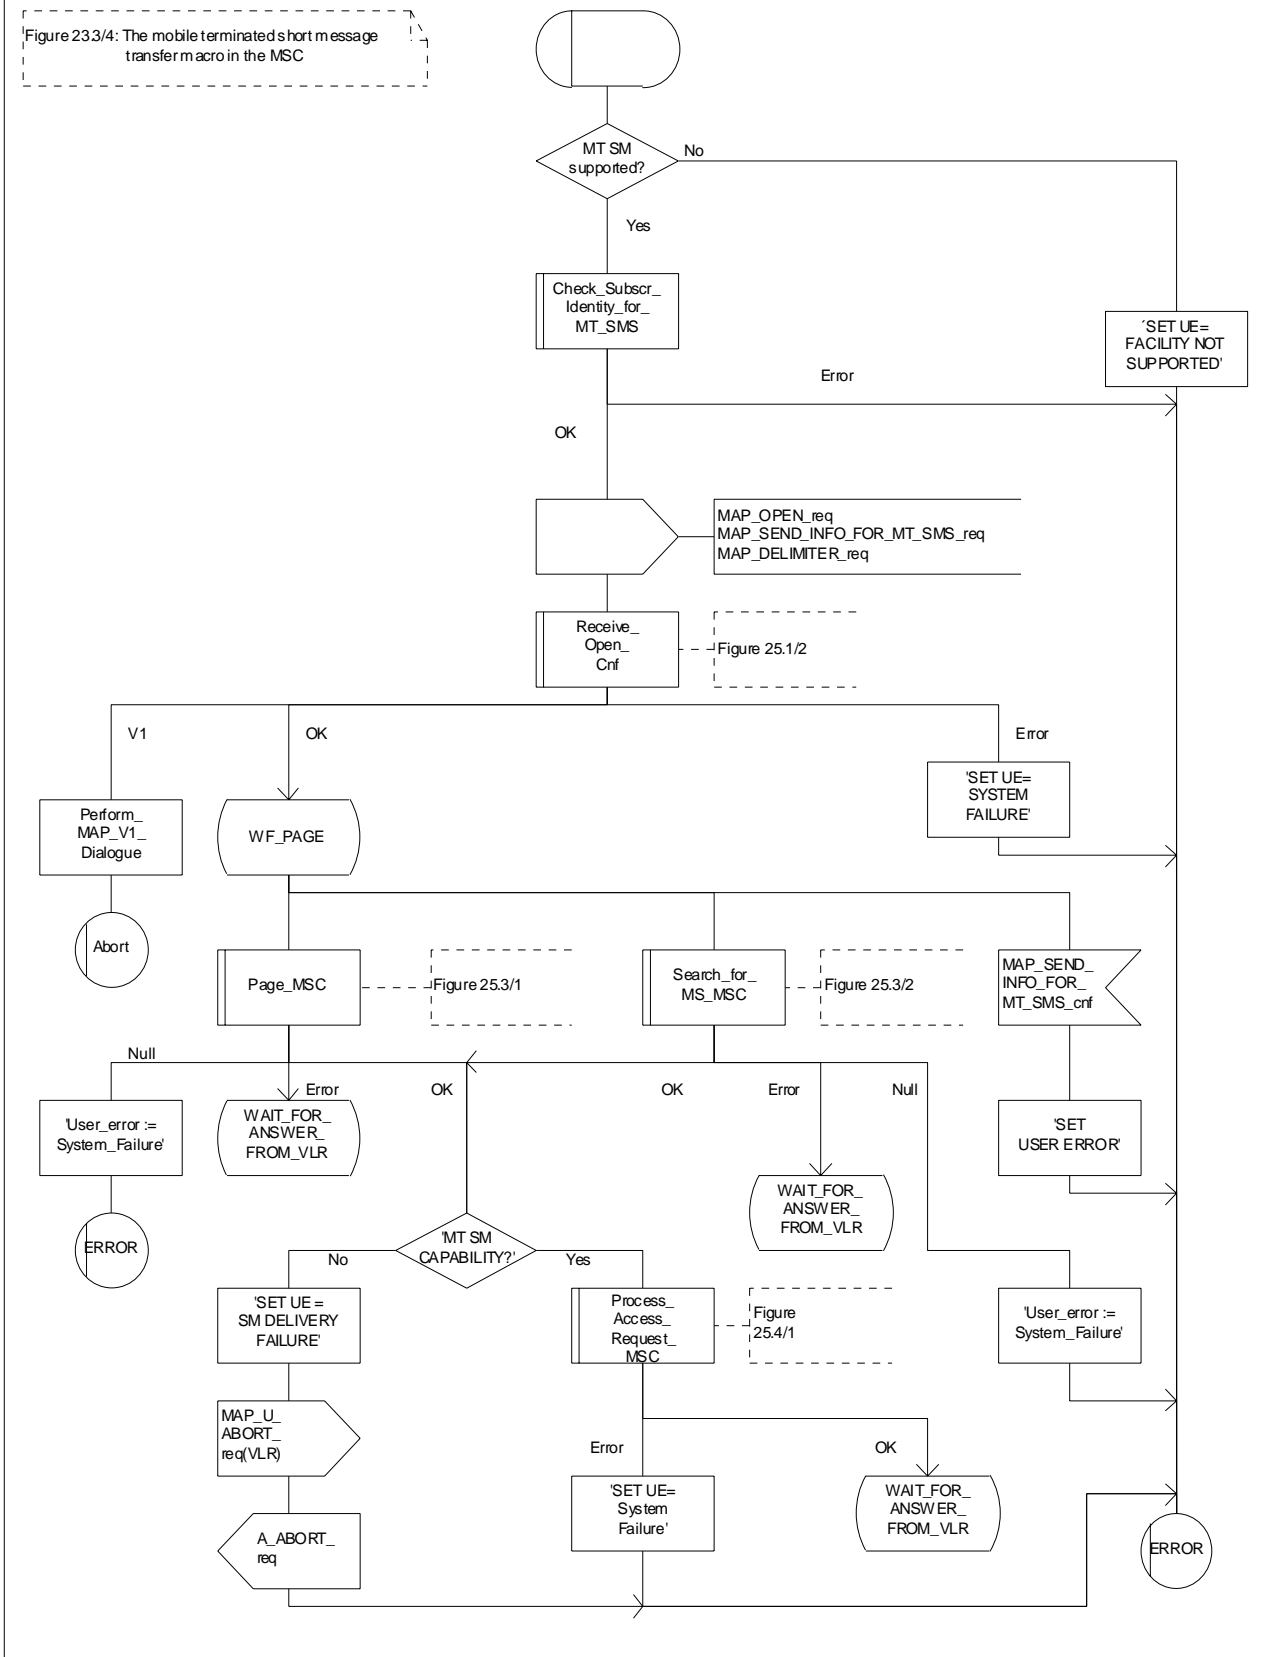 Figure 23.3/4: The mobile terminated short message
transfer macro in the MSC
MT SM
supported?
No
Yes
Check_Subscr_
Identity_for_
MT_SMS
´SET UE=
FACILITY NOT
SUPPORTED'
Error
OK
MAP_OPEN_req
MAP_SEND_INFO_FOR_MT_SMS_req
MAP_DELIMITER_req
Receive_
Open_
Cnf
Figure 25.1/2
V1
OK
Error
'SET UE=
SYSTEM
FAILURE'
Perform_
MAP_V1_
Dialogue
WF_PAGE
Abort
Page_MSC
Figure 25.3/1
Search_for_
MS_MSC
Figure 25.3/2
MAP_SEND_
INFO_FOR_
MT_SMS_cnf
Null
Error
OK
OK
Error
Null
'User_error :=
System_Failure'
WAIT_FOR_
ANSWER_
FROM_VLR
'SET
USER ERROR'
WAIT_FOR_
ANSWER_
FROM_VLR
ERROR
'MT SM
CAPABILITY?'
No
Yes
'SET UE =
SM DELIVERY
FAILURE'
Process_
Access_
Request_
MSC
Figure
25.4/1
'User_error :=
System_Failure'
MAP_U_
ABORT_
req(VLR)
Error
OK
'SET UE=
System
Failure'
WAIT_FOR_
ANSWER_
FROM_VLR
A_ABORT_
req
ERROR